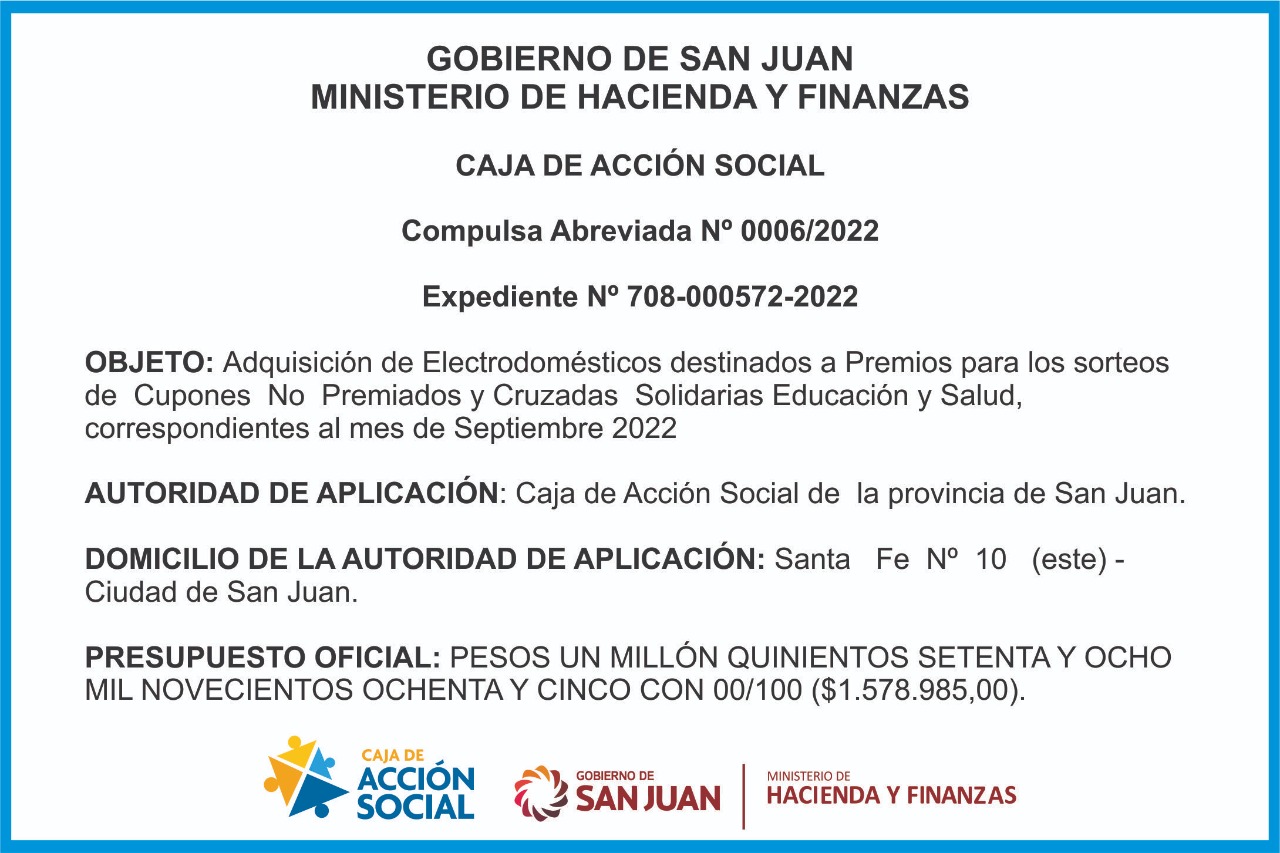 GOBIERNO DE SAN JUAN
MINISTERIO DE HACIENDA Y FINANZAS
CAJA DE ACCIÓN SOCIAL
Compulsa Abreviada Nº 0006/2022
Expediente Nº 708-000572-2022
OBJETO: Adquisición de Electrodomésticos destinados a Premios para los sorteos
de Cupones No Premiados y Cruzadas Solidarias Educación y Salud,
correspondientes al mes de Septiembre 2022
AUTORIDAD DE APLICACIÓN: Caja de Acción Social de la provincia de San Juan.
DOMICILIO DE LA AUTORIDAD DE APLICACIÓN: Santa Fe Nº 10 (este) -
Ciudad de San Juan.
PRESUPUESTO OFICIAL: PESOS UN MILLÓN QUINIENTOS SETENTA Y OCHO
MIL NOVECIENTOS OCHENTA Y CINCO CON 00/100 ($1.578.985,00).
CAJA DE
ACCIÓN
SOCIAL
GOBIERNO DE
SAN JUAN
MINISTERIO DE
HACIENDA Y FINANZAS